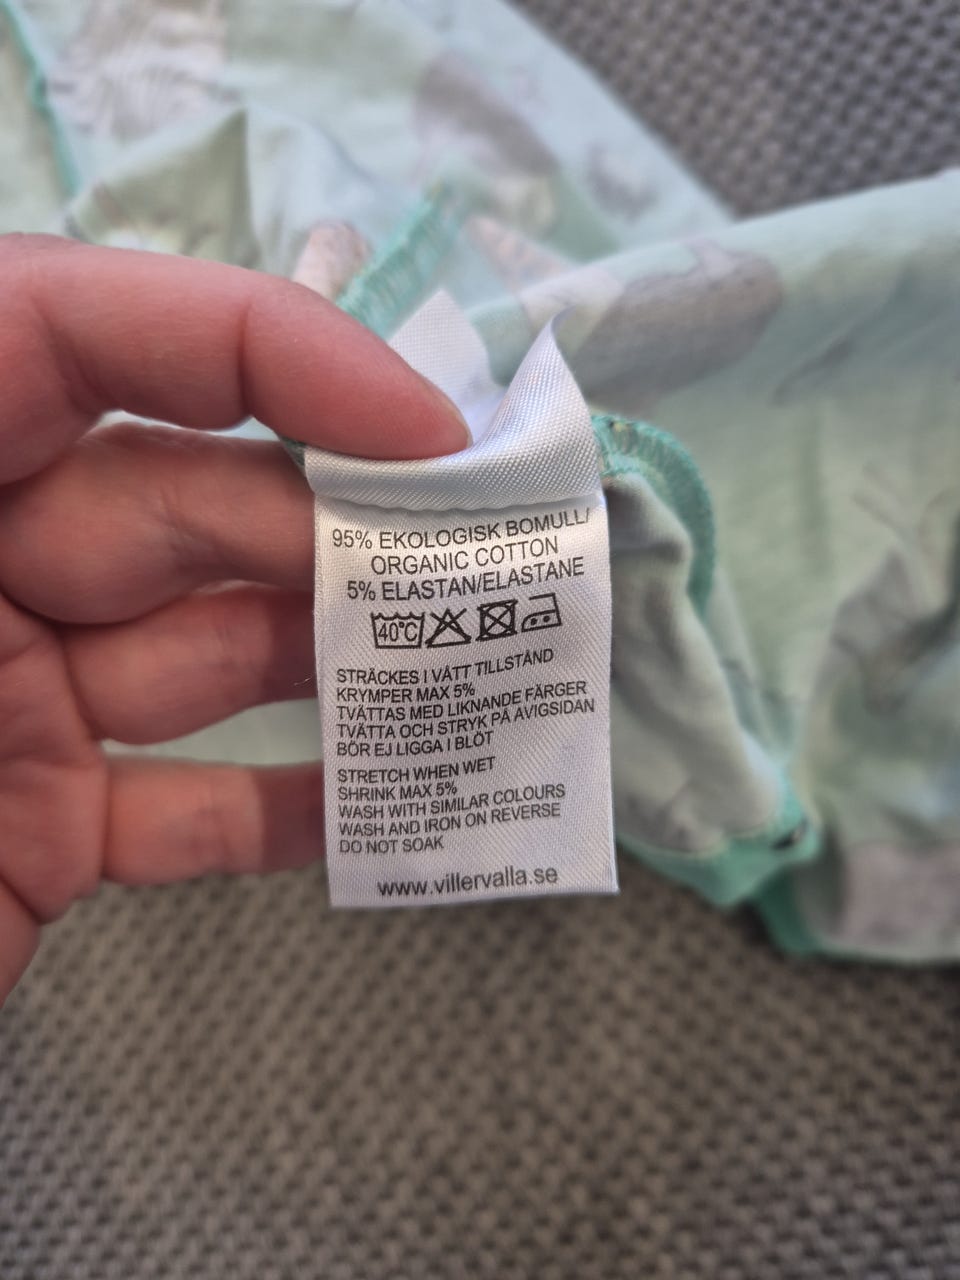 95% EKOLOGISK BOMULL/
ORGANIC COTTON
5% ELASTAN/ELASTANE
40°C
STRÄCKES I VÅTT TILLSTÅND
KRYMPER MAX 5%
TVÄTTAS MED LIKNANDE FÄRGER
TVÄTTA OCH STRYK PÅ AVIGSIDAN
BÖR EJ LIGGA I BLÖT
STRETCH WHEN WET
SHRINK MAX 5%
WASH WITH SIMILAR COLOURS
WASH AND IRON ON REVERSE
DO NOT SOAK
www.villervalla.se